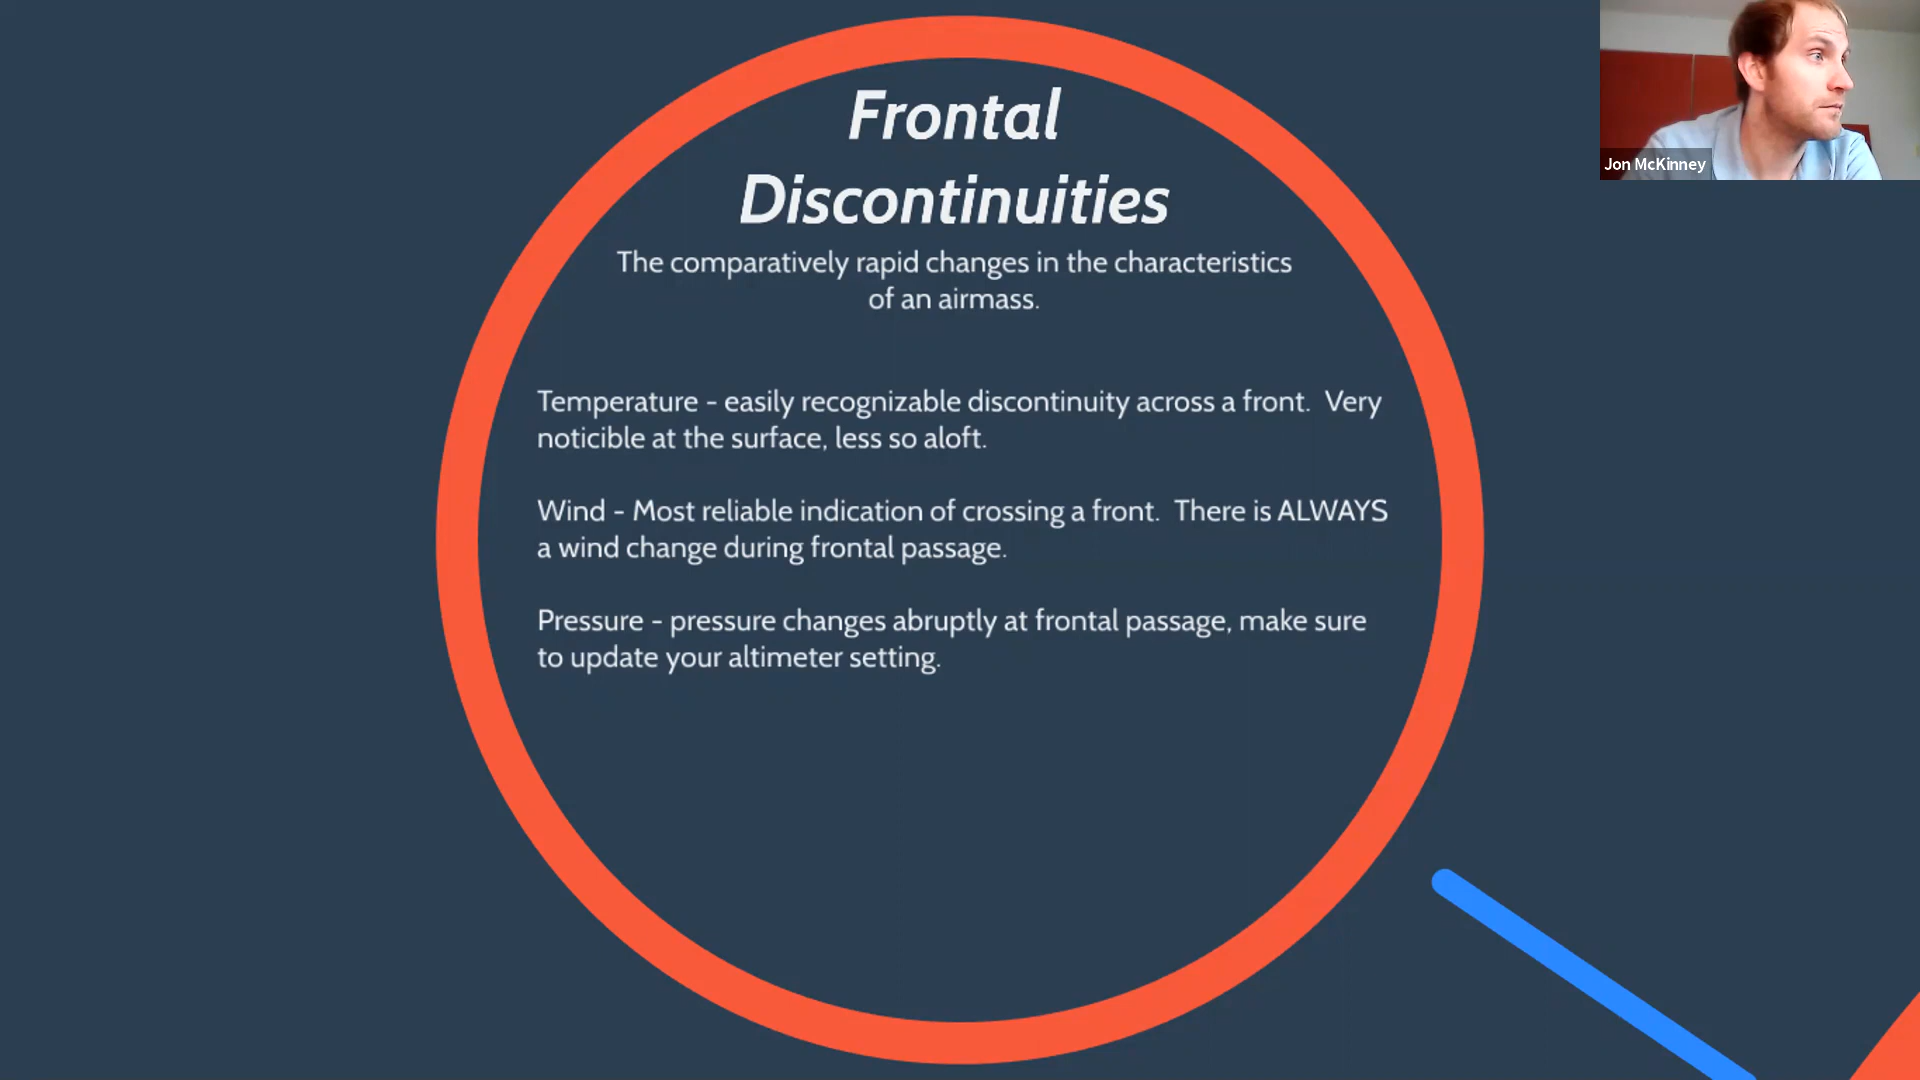 Frontal
Discontinuities
The comparatively rapid changes in the characteristics
of an airmass.
Temperature - easily recognizable discontinuity across a front.  Very
noticible at the surface, less so aloft.
Wind - Most reliable indication of crossing a front.  There is ALWAYS
a wind change during frontal passage.
Pressure - pressure changes abruptly at frontal passage, make sure
to update your altimeter setting.
Jon McKinney